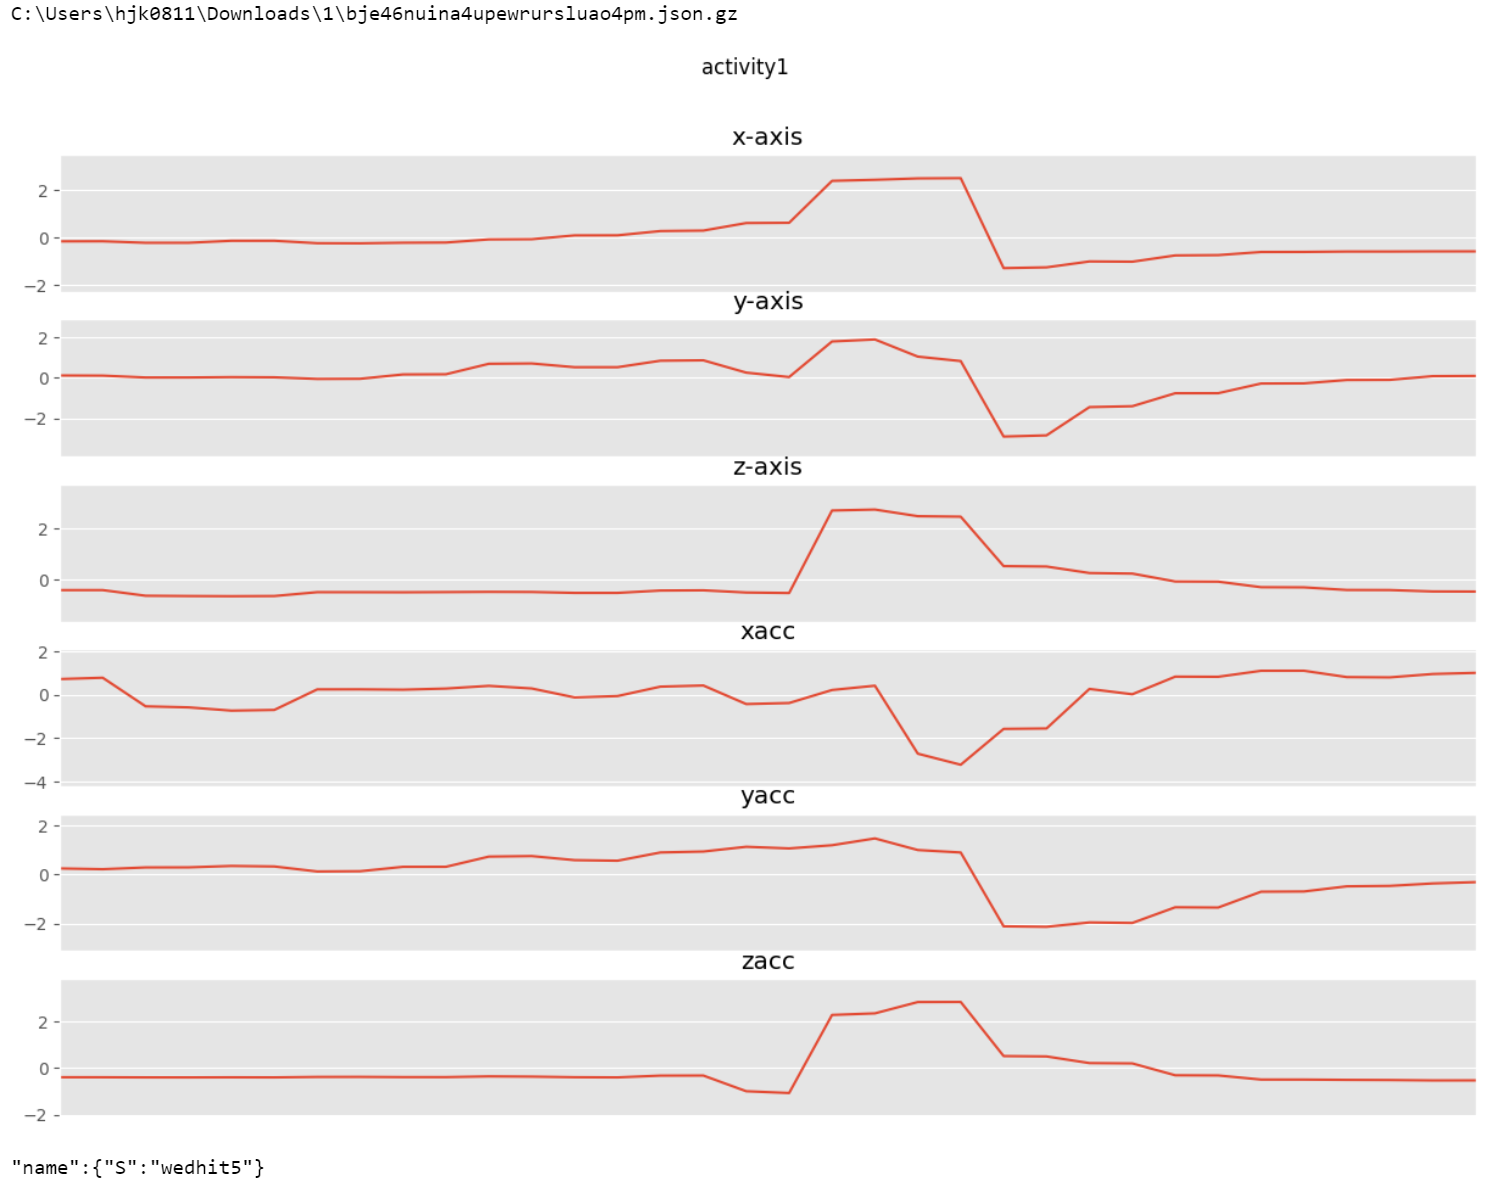 C:\Users\hjk0811\Downloads\1\bje46nuina4upewrursluao4pm.json.gz
activity1
x-axis
2
0
−2
y-axis
2
0
−2
z-axis
2
0
xacc
2
0
−2
−4
yacc
2
0
−2
zacc
2
0
−2
"name":{"S":"wedhit5"}